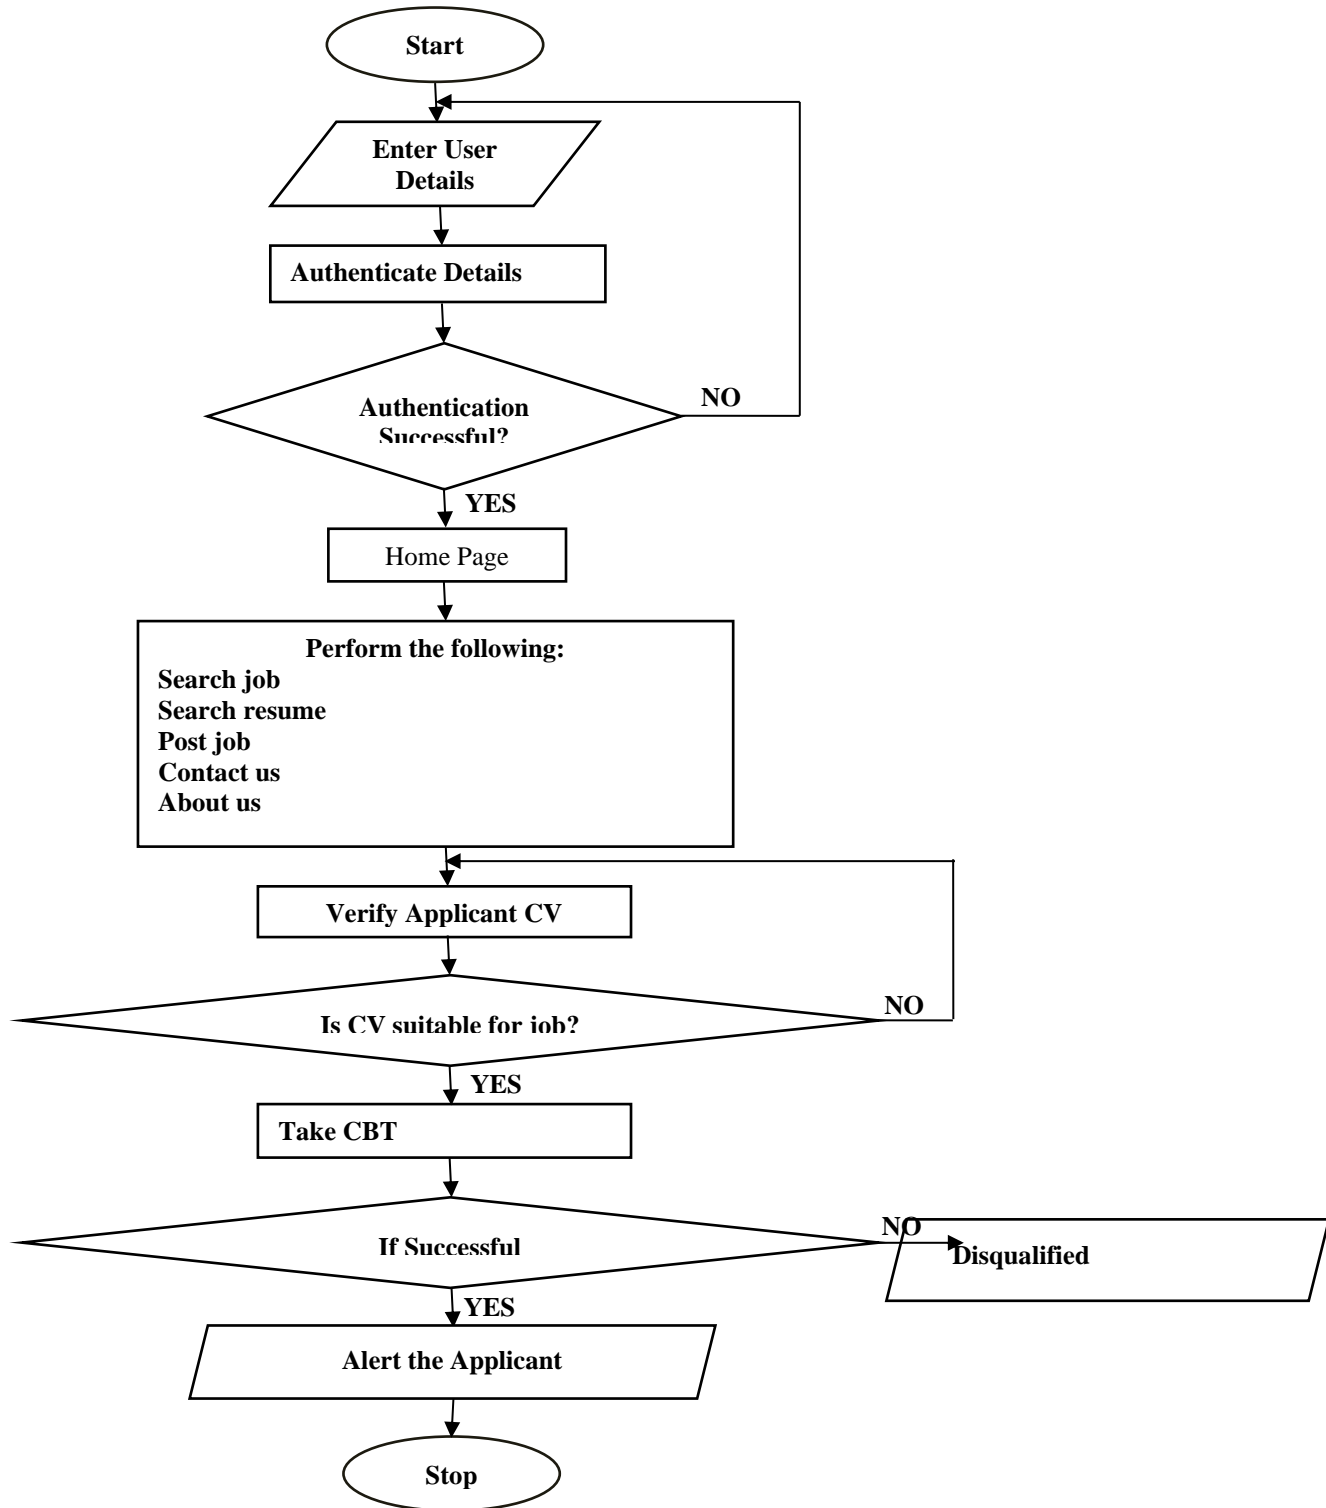 Start
Enter User
Details
Authenticate Details
Authentication
Successful?
NO
YES
Home Page
Perform the following:
Search job
Search resume
Post job
Contact us
About us
Verify Applicant CV
Is CV suitable for job?
NO
YES
Take CBT
If Successful
NO
Disqualified
YES
Alert the Applicant
Stop